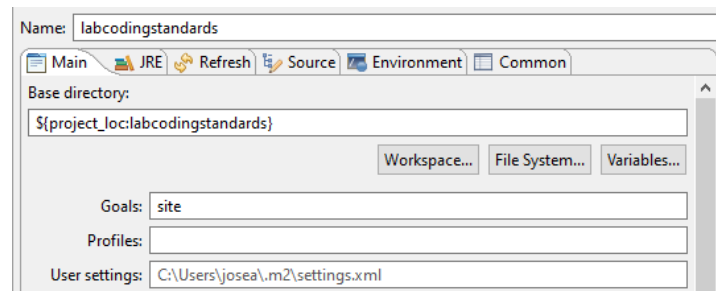 Name: labcodingstandards
Main JRE Refresh Source Environment Common
Base directory:
${project_loc:labcodingstandards}
Workspace... File System... Variables...
Goals: site
Profiles:
User settings: C:\Users\josea\.m2\settings.xml